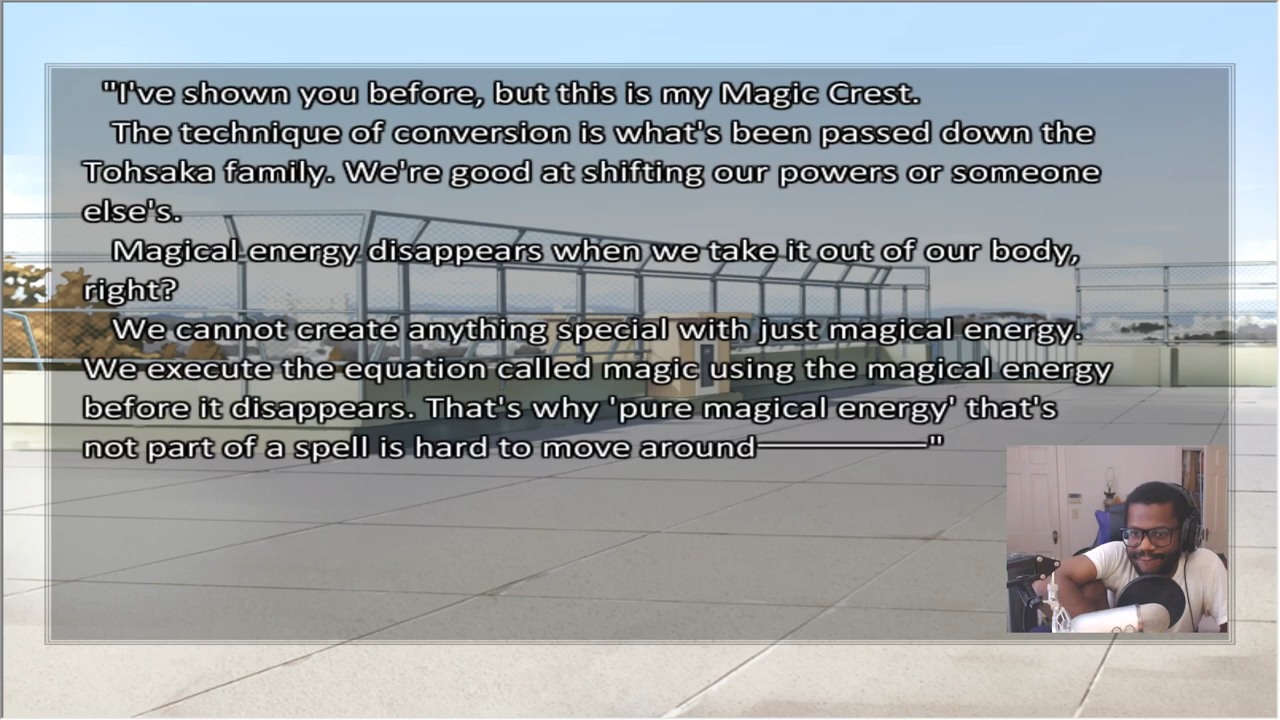 "I've shown you before, but this is my Magic Crest.
The technique of conversion is what's been passed down the
Tohsaka family. We're good at shifting our powers or someone
else's.
Magical energy disappears when we take it out of our body,
right?
We cannot create anything special with just magical energy.
We execute the equation called magic using the magical energy
before it disappears. That's why 'pure magical energy' that's
not part of a spell is hard to move around―――――"